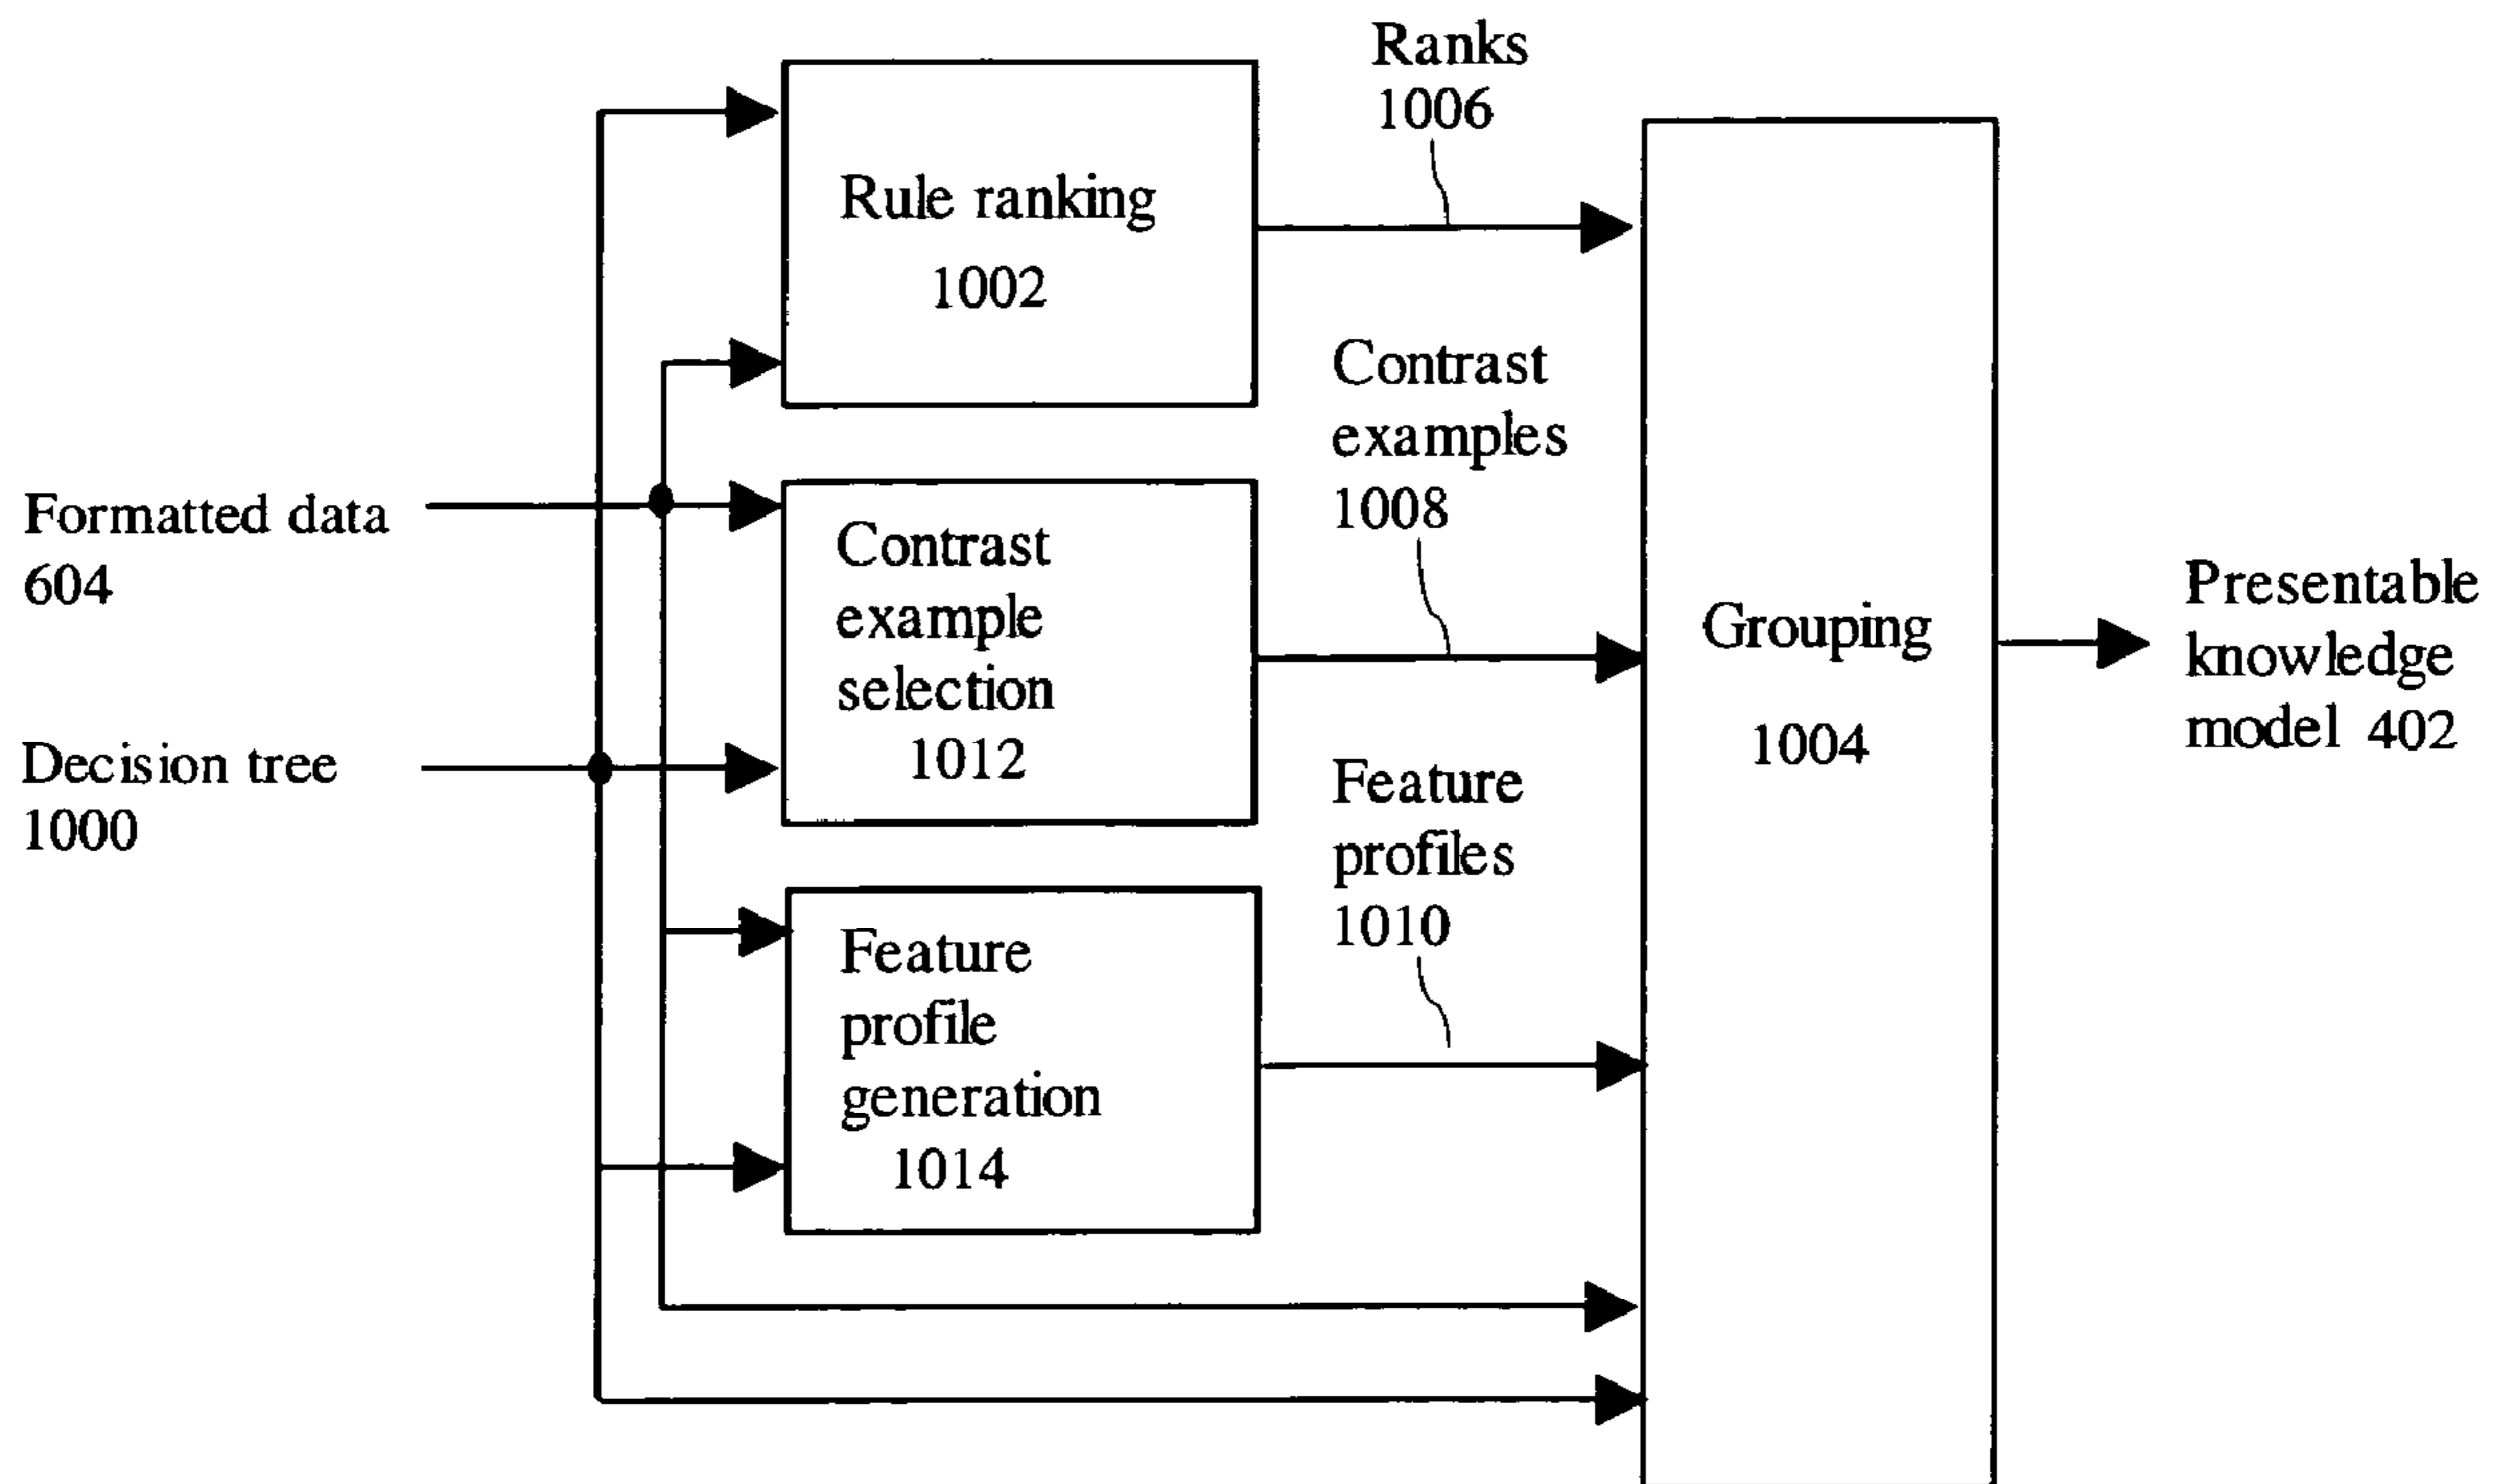 Ranks
1006
Rule ranking
1002
Contrast
examples
1008
Formatted data
604
Contrast
example
selection
1012
Decision tree
1000
Feature
profiles
1010
Feature
profile
generation
1014
Grouping
1004
Presentable
knowledge
model 402